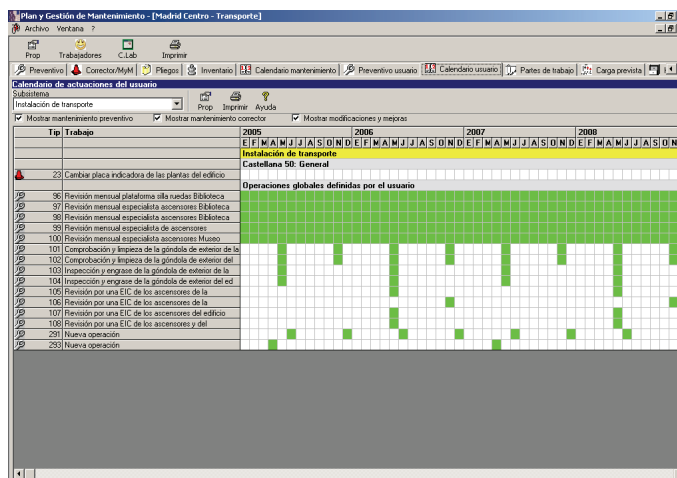 Plan y Gestión de Mantenimiento - [Madrid Centro - Transporte]
Archivo Ventana ?
Prop Trabajadores C.Lab Imprimir
Preventivo Corrector/MyM Pliegos Inventario Calendario mantenimiento Preventivo usuario Calendario usuario Partes de trabajo Carga prevista
Calendario de actuaciones del usuario
Subsistema
Instalación de transporte Prop Imprimir Ayuda
Mostrar mantenimiento preventivo Mostrar mantenimiento corrector Mostrar modificaciones y mejoras
Tip Trabajo 2005 2006 2007 2008
E F M A M J J A S O N D E F M A M J J A S O N D E F M A M J J A S O N D E F M A M J J A S O N
Instalación de transporte
Castellana 50: General
23 Cambiar placa indicadora de las plantas del edificio
Operaciones globales definidas por el usuario
96 Revisión mensual plataforma silla ruedas Biblioteca
97 Revisión mensual especialista ascensores Biblioteca
98 Revisión mensual especialista ascensores Biblioteca
99 Revisión mensual especialista de ascensores
100 Revisión mensual especialista ascensores Museo
101 Comprobación y limpieza de la góndola de exterior de la
102 Comprobación y limpieza de la góndola de exterior del
103 Inspección y engrase de la góndola de exterior de la
104 Inspección y engrase de la góndola de exterior del ed
105 Revisión por una EIC de los ascensores de la
106 Revisión por una EIC de los ascensores de la
107 Revisión por una EIC de los ascensores del edificio
108 Revisión por una EIC de los ascensores y del
291 Nueva operación
293 Nueva operación